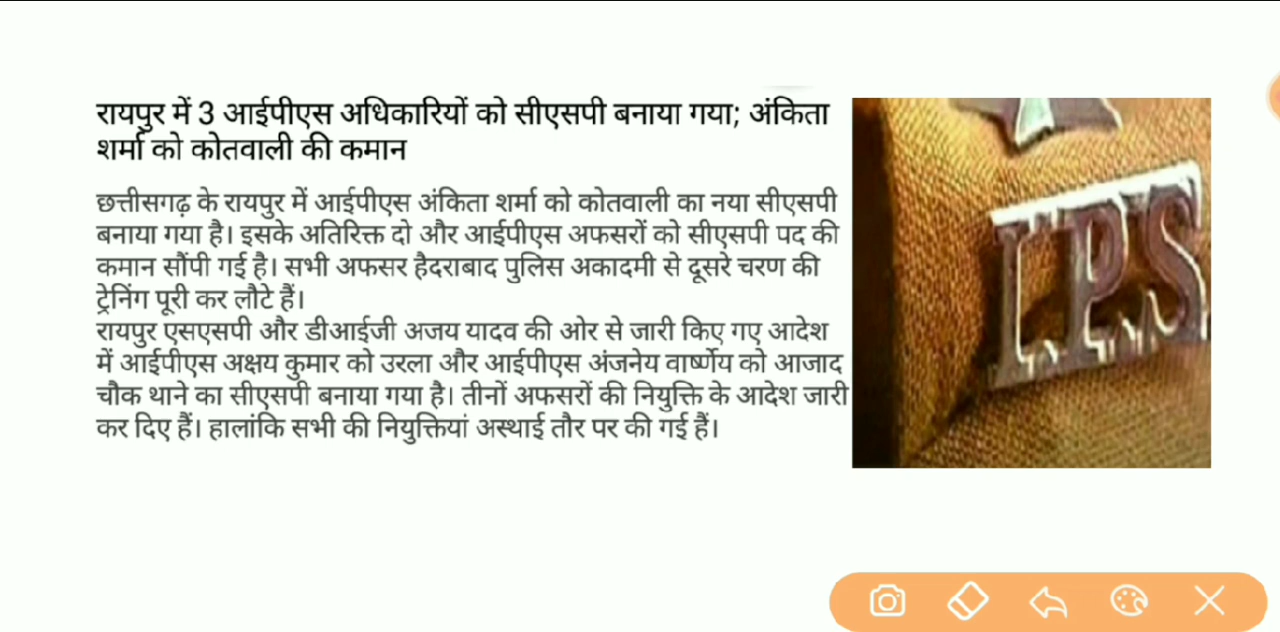 रायपुर में 3 आईपीएस अधिकारियों को सीएसपी बनाया गया; अंकिता
शर्मा को कोतवाली की कमान
छत्तीसगढ़ के रायपुर में आईपीएस अंकिता शर्मा को कोतवाली का नया सीएसपी
बनाया गया है। इसके अतिरिक्त दो और आईपीएस अफसरों को सीएसपी पद की
कमान सौंपी गई है। सभी अफसर हैदराबाद पुलिस अकादमी से दूसरे चरण की
ट्रेनिंग पूरी कर लौटे हैं।
रायपुर एसएसपी और डीआईजी अजय यादव की ओर से जारी किए गए आदेश
में आईपीएस अक्षय कुमार को उरला और आईपीएस अंजनेय वार्ष्णेय को आजाद
चौक थाने का सीएसपी बनाया गया है। तीनों अफसरों की नियुक्ति के आदेश जारी
कर दिए हैं। हालांकि सभी की नियुक्तियां अस्थाई तौर पर की गई हैं।
I.P.S